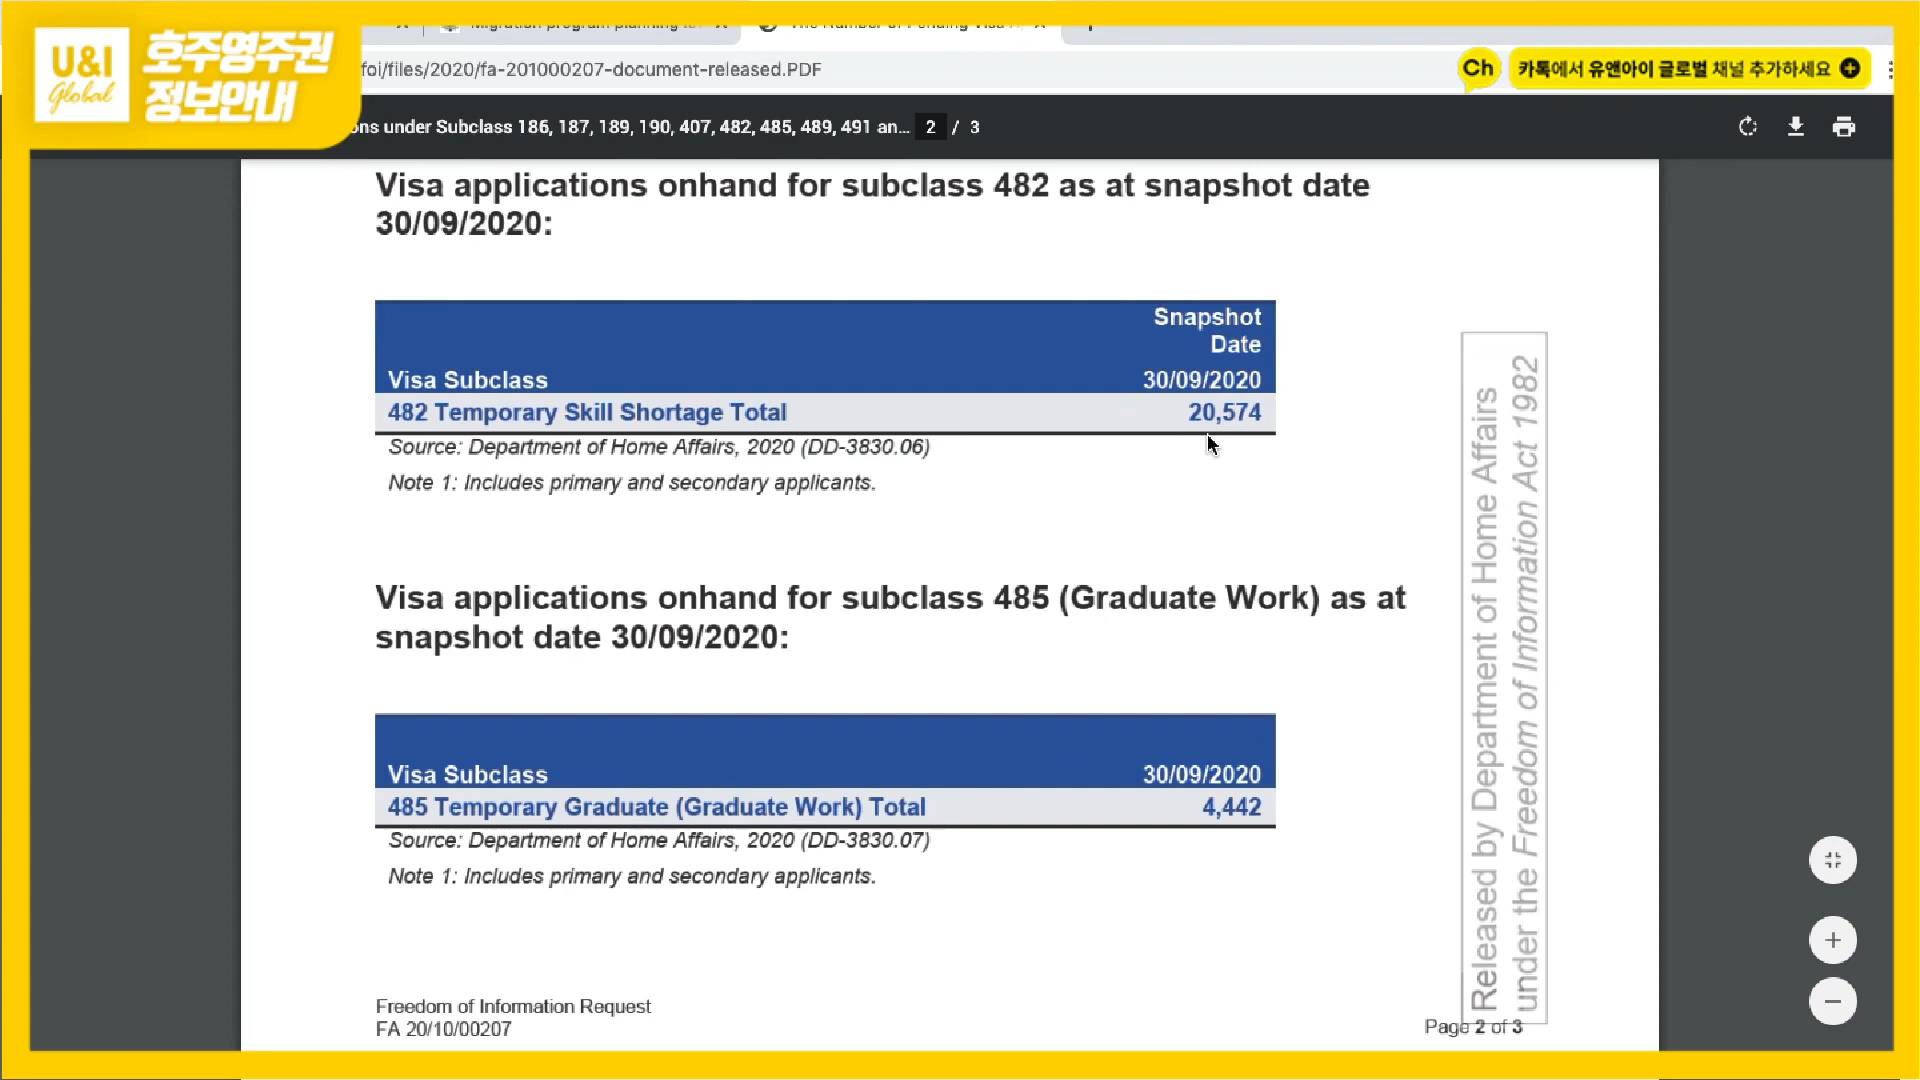 U&I
Global
호주영주권
정보안내
foi/files/2020/fa-201000207-document-released.PDF
Ch
카톡에서 유앤아이 글로벌 채널 추가하세요
ons under Subclass 186, 187, 189, 190, 407, 482, 485, 489, 491 an... 2 / 3
Visa applications onhand for subclass 482 as at snapshot date
30/09/2020:
Snapshot
Date
Visa Subclass 30/09/2020
482 Temporary Skill Shortage Total 20,574
Source: Department of Home Affairs, 2020 (DD-3830.06)
Note 1: Includes primary and secondary applicants.
Visa applications onhand for subclass 485 (Graduate Work) as at
snapshot date 30/09/2020:
Visa Subclass 30/09/2020
485 Temporary Graduate (Graduate Work) Total 4,442
Source: Department of Home Affairs, 2020 (DD-3830.07)
Note 1: Includes primary and secondary applicants.
Released by Department of Home Affairs
under the Freedom of Information Act 1982
Freedom of Information Request
FA 20/10/00207
Page 2 of 3